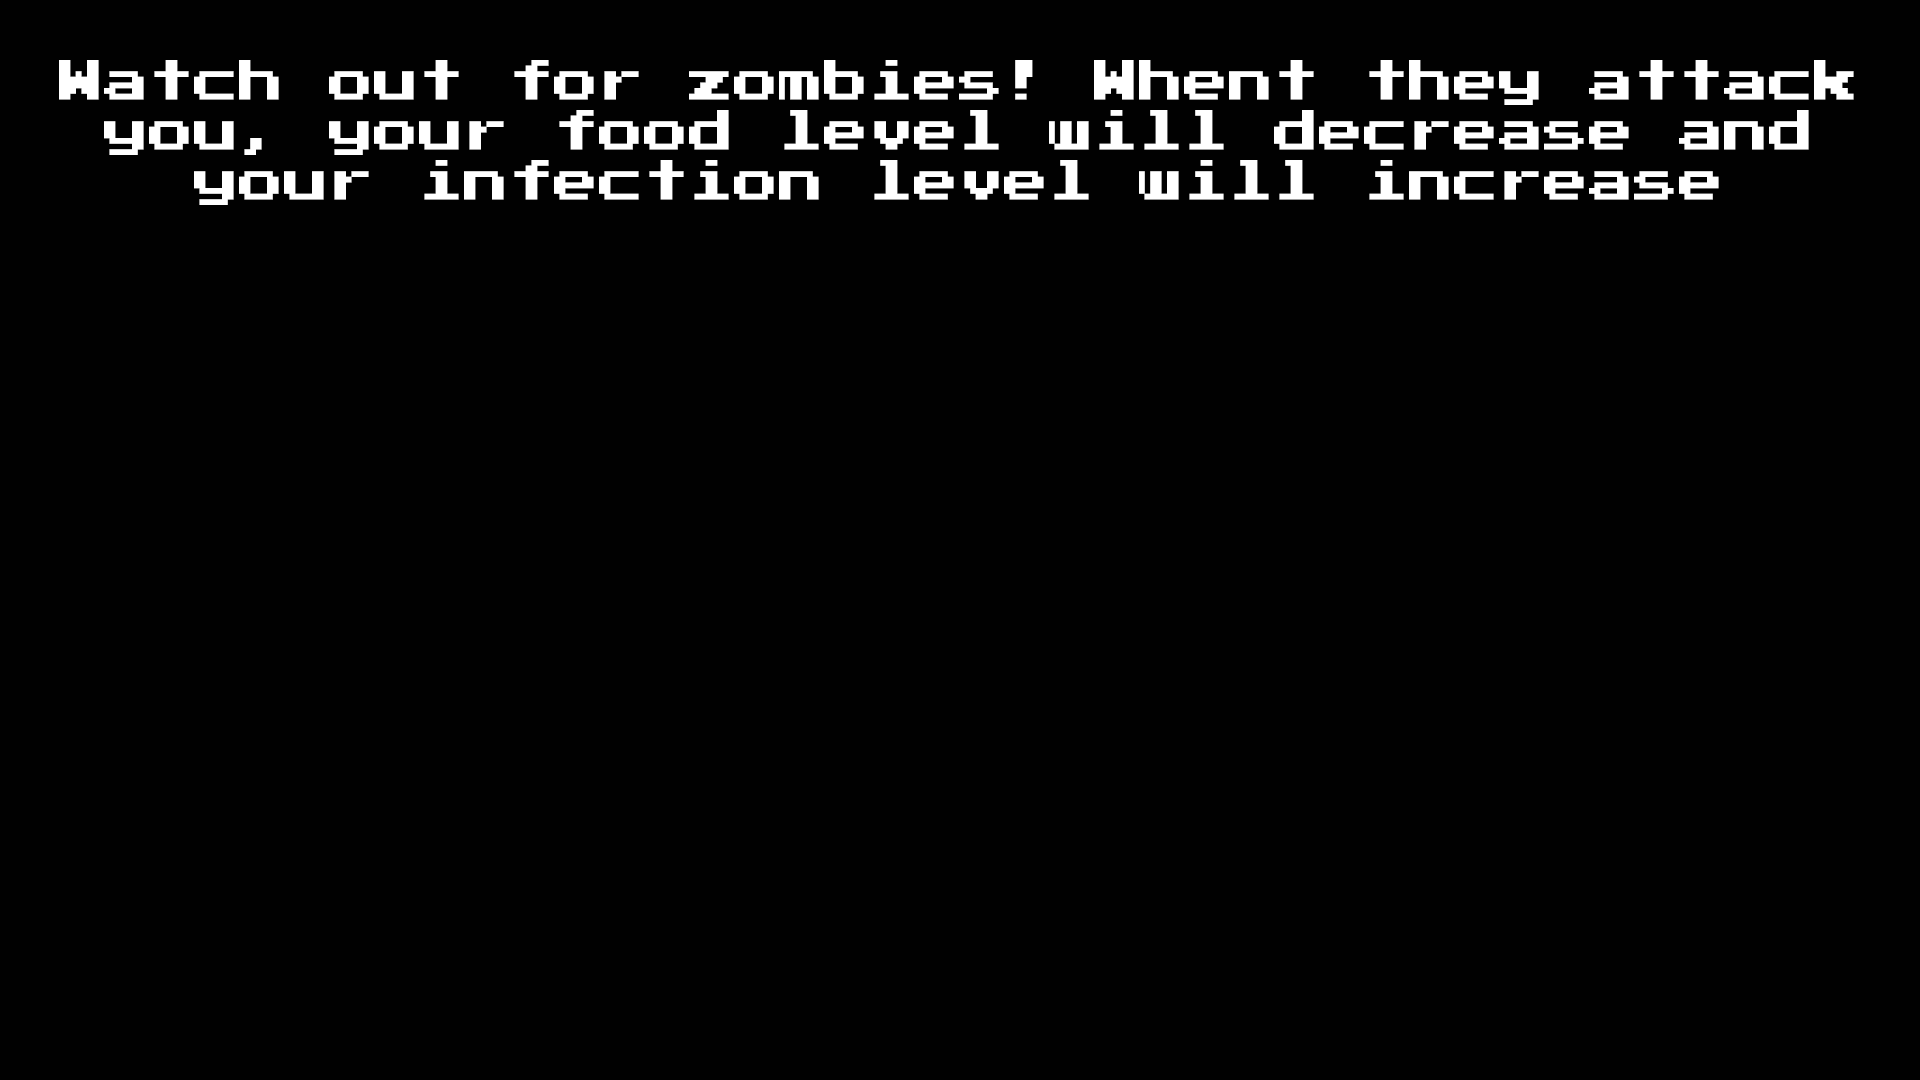 Watch out for zombies! Whent they attack
you, your food level will decrease and
your infection level will increase